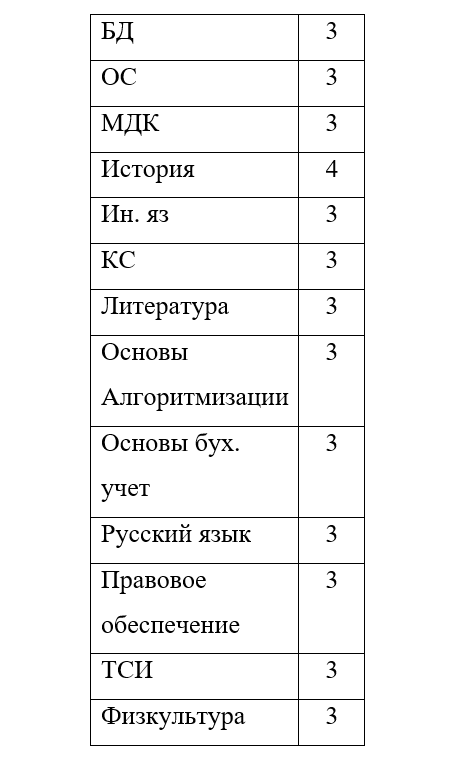 БД 3
ОС 3
МДК 3
История 4
Ин. яз 3
КС 3
Литература 3
Основы 3
Алгоритмизации
Основы бух. 3
учет
Русский язык 3
Правовое 3
обеспечение
ТСИ 3
Физкультура 3